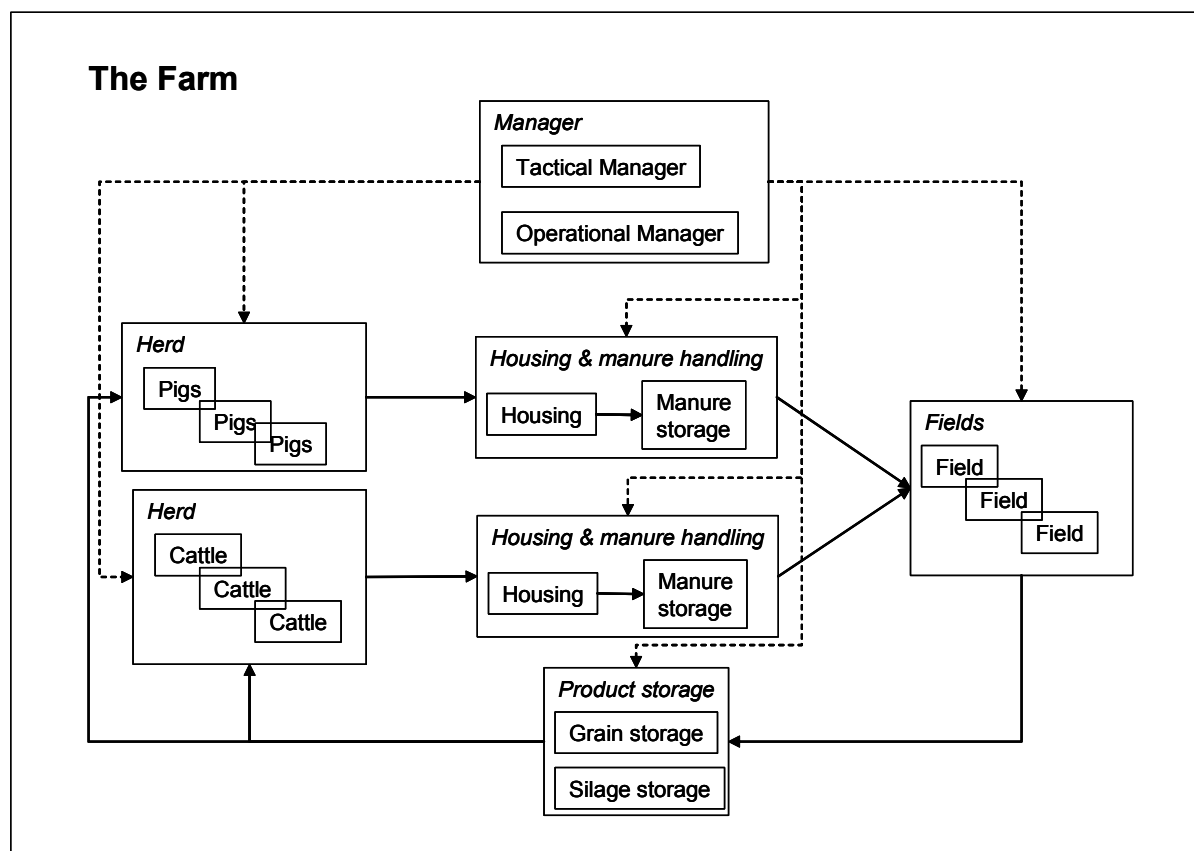 The Farm
Manager
Tactical Manager
Operational Manager
Herd
Pigs
Pigs
Pigs
Housing & manure handling
Housing
Manure
storage
Fields
Field
Field
Field
Herd
Cattle
Cattle
Cattle
Housing & manure handling
Housing
Manure
storage
Product storage
Grain storage
Silage storage